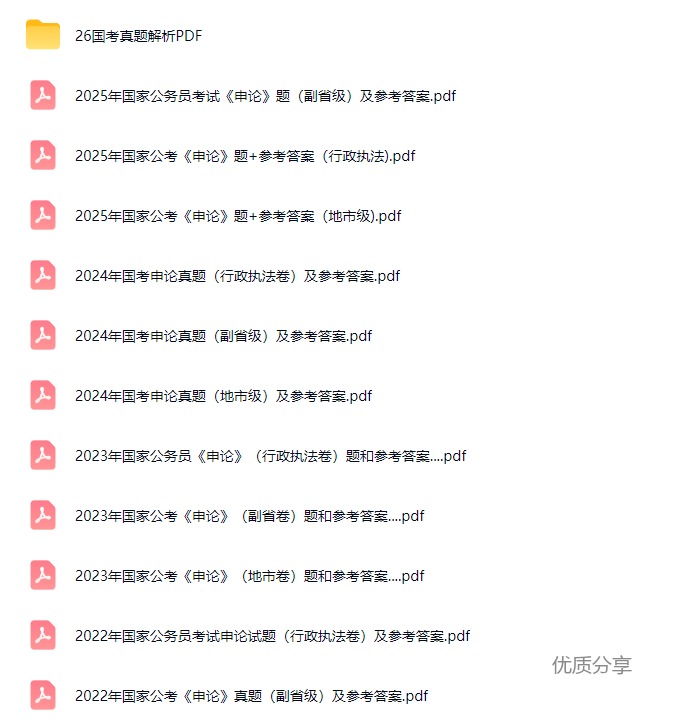 26国考真题解析PDF
2025年国家公务员考试《申论》题（副省级）及参考答案.pdf
2025年国家公考《申论》题+参考答案（行政执法).pdf
2025年国家公考《申论》题+参考答案（地市级).pdf
2024年国考申论真题（行政执法卷）及参考答案.pdf
2024年国考申论真题（副省级）及参考答案.pdf
2024年国考申论真题（地市级）及参考答案.pdf
2023年国家公务员《申论》（行政执法卷）题和参考答案....pdf
2023年国家公考《申论》（副省卷）题和参考答案....pdf
2023年国家公考《申论》（地市卷）题和参考答案....pdf
2022年国家公务员考试申论试题（行政执法卷）及参考答案.pdf
优质分享
2022年国家公考《申论》真题（副省级）及参考答案.pdf